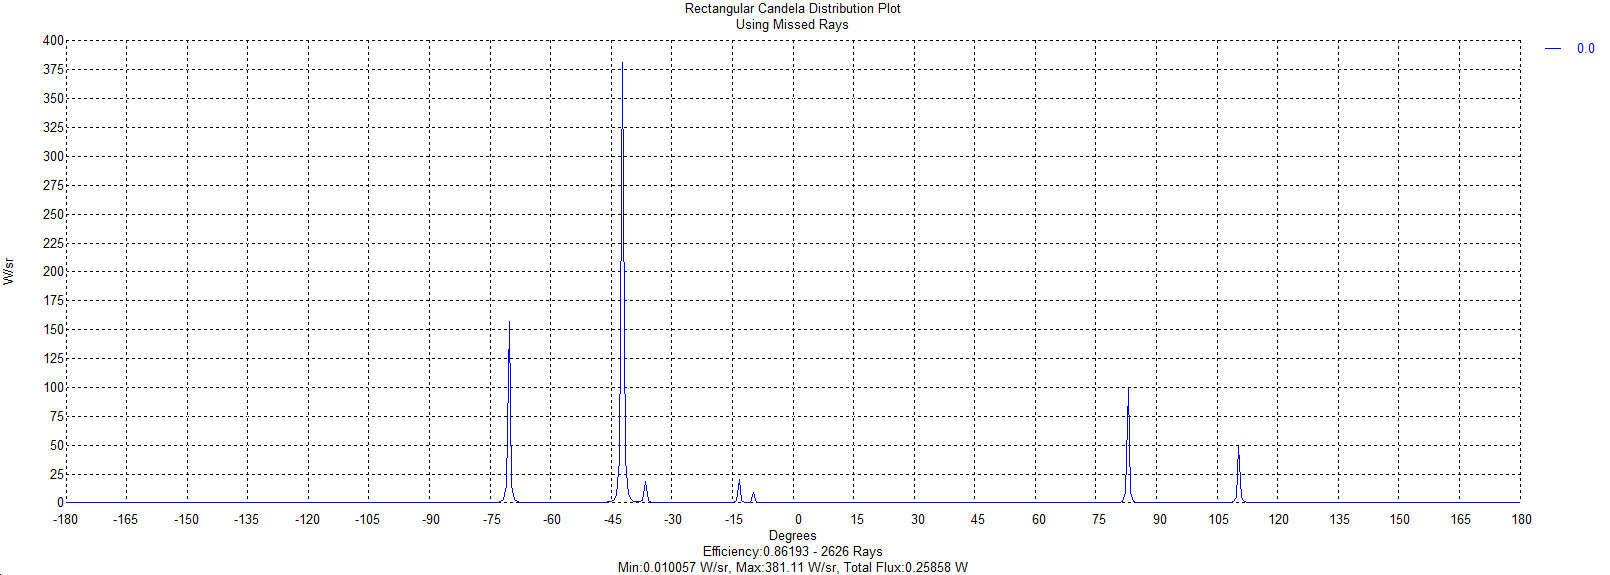 Rectangular Candela Distribution Plot
Using Missed Rays
0.0
400
375
350
325
300
275
250
225
200
175
150
125
100
75
50
25
0
W/sr
-180 -165 -150 -135 -120 -105 -90 -75 -60 -45 -30 -15 0 15 30 45 60 75 90 105 120 135 150 165 180
Degrees
Efficiency:0.86193 - 2626 Rays
Min:0.010057 W/sr, Max:381.11 W/sr, Total Flux:0.25858 W